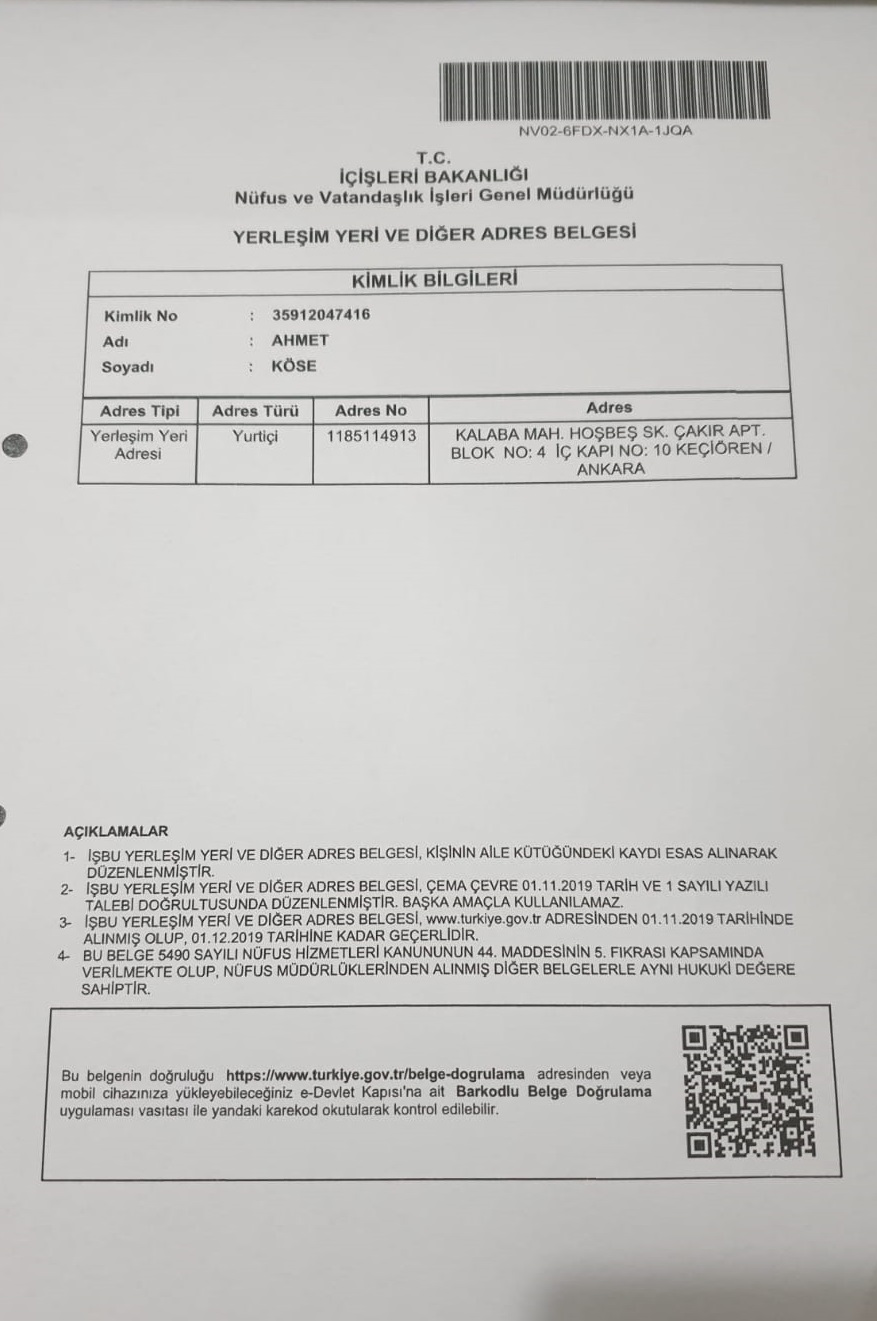 NV02-6FDX-NX1A-1JQA
T.C.
İÇİŞLERİ BAKANLIĞI
Nüfus ve Vatandaşlık İşleri Genel Müdürlüğü
YERLEŞİM YERİ VE DİĞER ADRES BELGESİ
KİMLİK BİLGİLERİ
Kimlik No : 35912047416
Adı : AHMET
Soyadı : KÖSE
Adres Tipi Adres Türü Adres No Adres
Yerleşim Yeri Yurtiçi 1185114913 KALABA MAH. HOŞBEŞ SK. ÇAKIR APT.
Adresi BLOK NO: 4 İÇ KAPI NO: 10 KEÇİÖREN /
ANKARA
AÇIKLAMALAR
1- İŞBU YERLEŞİM YERİ VE DİĞER ADRES BELGESİ, KİŞİNİN AİLE KÜTÜĞÜNDEKİ KAYDI ESAS ALINARAK
DÜZENLENMİŞTİR.
2- İŞBU YERLEŞİM YERİ VE DİĞER ADRES BELGESİ, ÇEMA ÇEVRE 01.11.2019 TARİH VE 1 SAYILI YAZILI
TALEBİ DOĞRULTUSUNDA DÜZENLENMİŞTİR. BAŞKA AMAÇLA KULLANILAMAZ.
3- İŞBU YERLEŞİM YERİ VE DİĞER ADRES BELGESİ, www.turkiye.gov.tr ADRESİNDEN 01.11.2019 TARİHİNDE
ALINMIŞ OLUP, 01.12.2019 TARİHİNE KADAR GEÇERLİDİR.
4- BU BELGE 5490 SAYILI NÜFUS HİZMETLERİ KANUNUNUN 44. MADDESİNİN 5. FIKRASI KAPSAMINDA
VERİLMEKTE OLUP, NÜFUS MÜDÜRLÜKLERİNDEN ALINMIŞ DİĞER BELGELERLE AYNI HUKUKİ DEĞERE
SAHİPTİR.
Bu belgenin doğruluğu https://www.turkiye.gov.tr/belge-dogrulama adresinden veya
mobil cihazınıza yükleyebileceğiniz e-Devlet Kapısı'na ait Barkodlu Belge Doğrulama
uygulaması vasıtası ile yandaki karekod okutularak kontrol edilebilir.